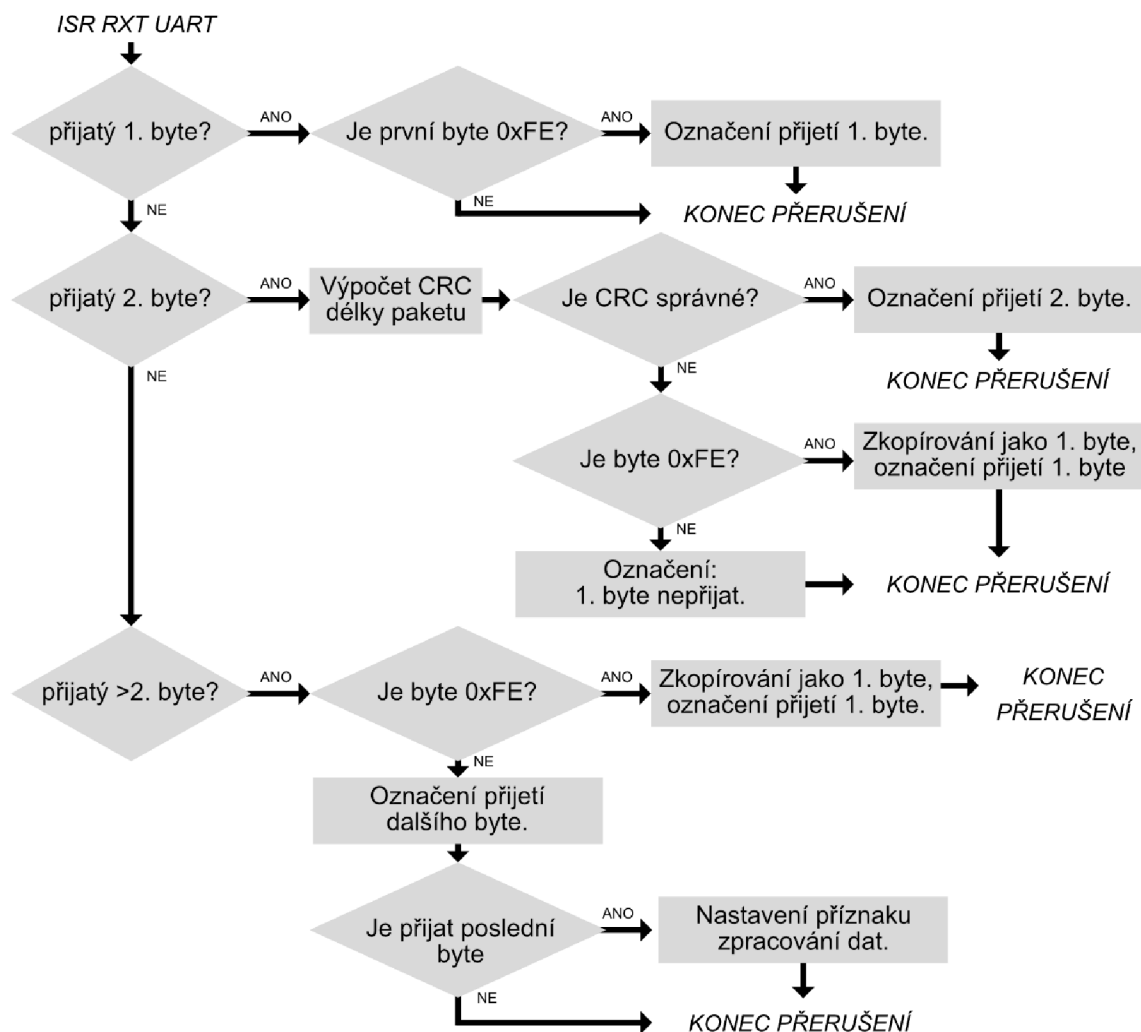 ISR RXT UART
přijatý 1. byte?
ANO
Je první byte 0xFE?
ANO
Označení přijetí 1. byte.
NE
NE
KONEC PŘERUŠENÍ
přijatý 2. byte?
ANO
Výpočet CRC
délky paketu
Je CRC správné?
ANO
Označení přijetí 2. byte.
NE
NE
KONEC PŘERUŠENÍ
Je byte 0xFE?
ANO
Zkopírování jako 1. byte,
označení přijetí 1. byte
NE
Označení:
1. byte nepřijat.
KONEC PŘERUŠENÍ
přijatý >2. byte?
ANO
Je byte 0xFE?
ANO
Zkopírování jako 1. byte,
označení přijetí 1. byte.
KONEC
PŘERUŠENÍ
NE
Označení přijetí
dalšího byte.
Je přijat poslední
byte
ANO
Nastavení příznaku
zpracování dat.
NE
KONEC PŘERUŠENÍ